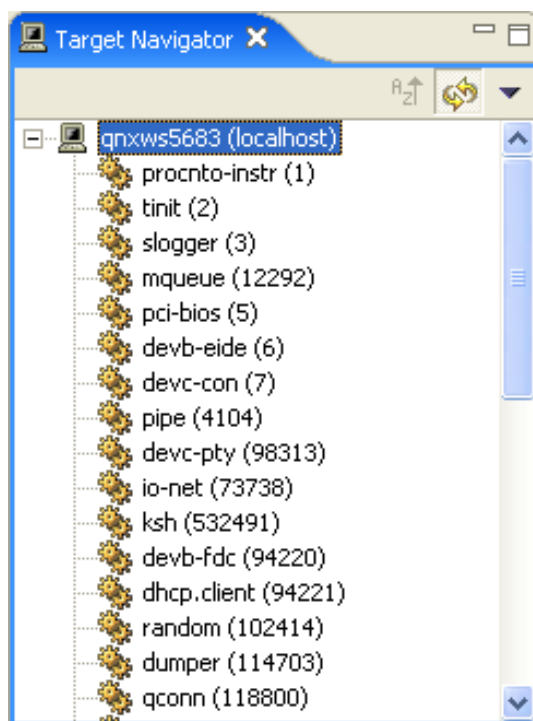 Target Navigator
AZ
qnxws5683 (localhost)
procnto-instr (1)
tinit (2)
slogger (3)
mqueue (12292)
pci-bios (5)
devb-eide (6)
devc-con (7)
pipe (4104)
devc-pty (98313)
io-net (73738)
ksh (532491)
devb-fdc (94220)
dhcp.client (94221)
random (102414)
dumper (114703)
qconn (118800)